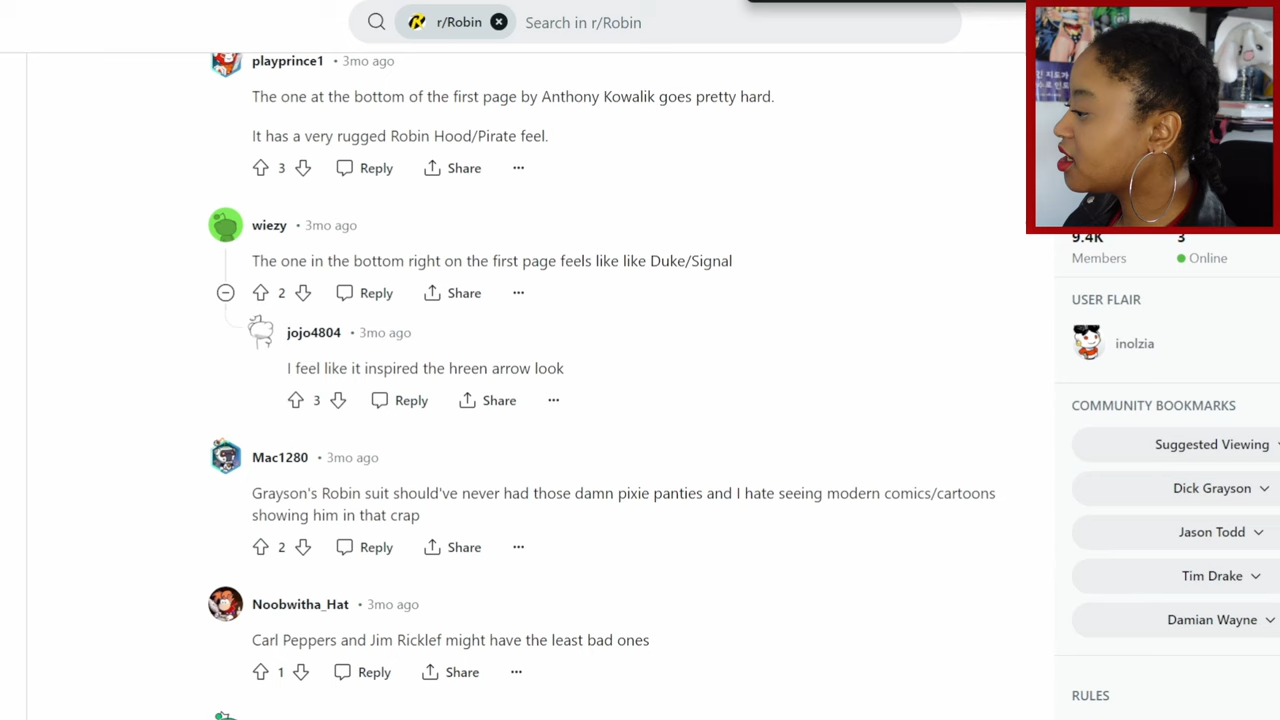 r/Robin
Search in r/Robin
playprince1 • 3mo ago
The one at the bottom of the first page by Anthony Kowalik goes pretty hard.
It has a very rugged Robin Hood/Pirate feel.
3 Reply Share
wiezy • 3mo ago
The one in the bottom right on the first page feels like like Duke/Signal
2 Reply Share
jojo4804 • 3mo ago
I feel like it inspired the hreen arrow look
3 Reply Share
Mac1280 • 3mo ago
Grayson's Robin suit should've never had those damn pixie panties and I hate seeing modern comics/cartoons
showing him in that crap
2 Reply Share
Noobwitha_Hat • 3mo ago
Carl Peppers and Jim Ricklef might have the least bad ones
1 Reply Share
9.4K 3
Members Online
USER FLAIR
inolzia
COMMUNITY BOOKMARKS
Suggested Viewing
Dick Grayson
Jason Todd
Tim Drake
Damian Wayne
RULES